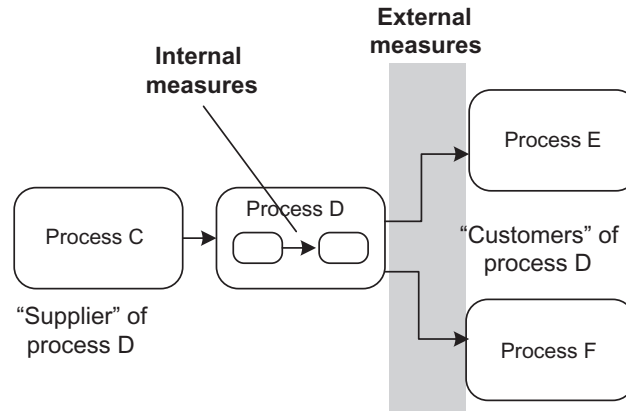 External
measures
Internal
measures
Process E
Process D
Process C
“Customers” of
process D
“Supplier” of
process D
Process F